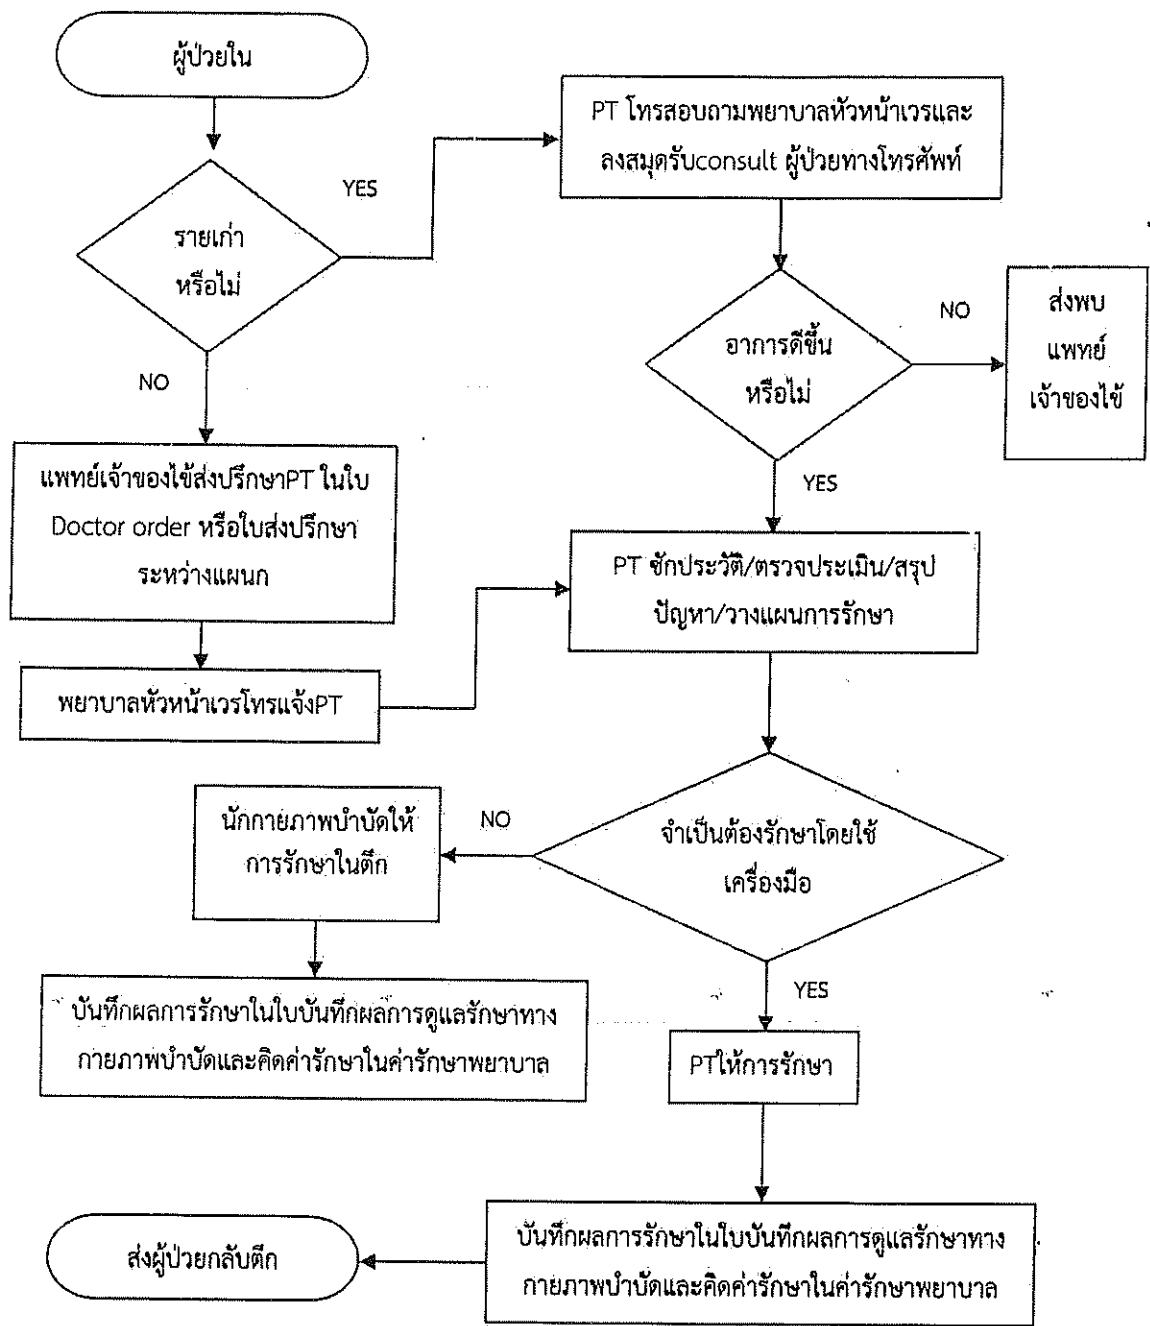 ผู้ป่วยใน
PT โทรสอบถามพยาบาลหัวหน้าเวรและ
ลงสมุดรับconsult ผู้ป่วยทางโทรศัพท์
YES
รายเก่า
หรือไม่
NO
อาการดีขึ้น
หรือไม่
NO
ส่งพบ
แพทย์
เจ้าของไข้
YES
แพทย์เจ้าของไข้ส่งปรึกษาPT ในใบ
Doctor order หรือใบส่งปรึกษา
ระหว่างแผนก
PT ซักประวัติ/ตรวจประเมิน/สรุป
ปัญหา/วางแผนการรักษา
พยาบาลหัวหน้าเวรโทรแจ้งPT
จำเป็นต้องรักษาโดยใช้
เครื่องมือ
NO
นักกายภาพบำบัดให้
การรักษาในตึก
YES
บันทึกผลการรักษาในใบบันทึกผลการดูแลรักษาทาง
กายภาพบำบัดและคิดค่ารักษาในค่ารักษาพยาบาล
PTให้การรักษา
บันทึกผลการรักษาในใบบันทึกผลการดูแลรักษาทาง
กายภาพบำบัดและคิดค่ารักษาในค่ารักษาพยาบาล
ส่งผู้ป่วยกลับตึก